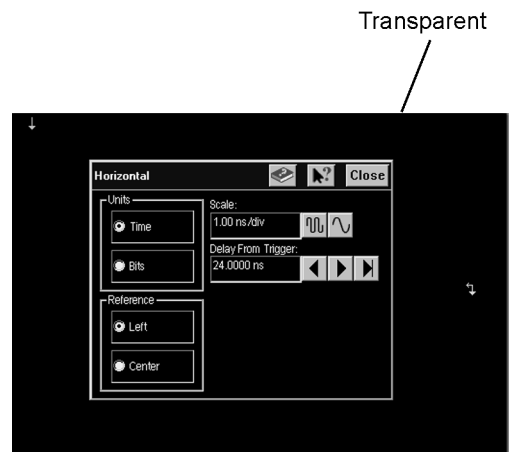 Transparent
Horizontal
?
Close
Units
Time
Bits
Scale:
1.00 ns/div
Delay From Trigger:
24.0000 ns
Reference
Left
Center